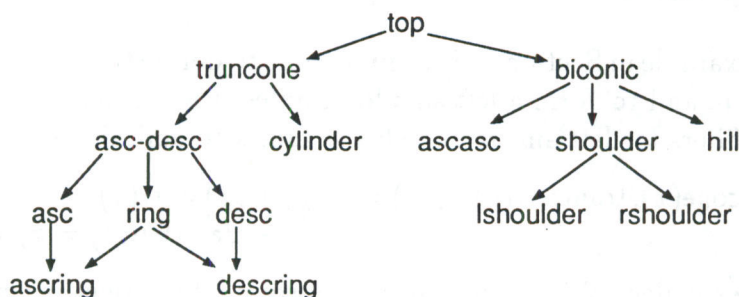 top
truncone biconic
asc-desc cylinder ascasc shoulder hill
asc ring desc lshoulder rshoulder
ascring descring